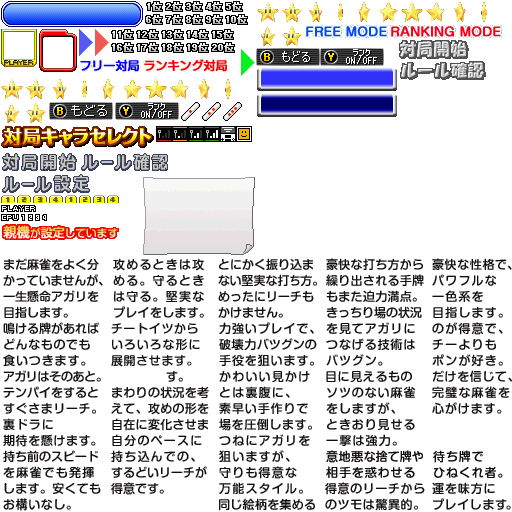 1位 2位 3位 4位 5位
6位 7位 8位 9位 10位
11位 12位 13位 14位 15位
16位 17位 18位 19位 20位
PLAYER
フリー対局 ランキング対局
FREE MODE RANKING MODE
対局開始
ルール確認
B もどる Y ランク ON/OFF
B もどる Y ランク ON/OFF
対局キャラセレクト
対局開始 ルール確認
ルール設定
1 2 3 4 1 2 3 4
PLAYER
CPU 1 2 3 4
親機が設定しています
まだ麻雀をよく分
かっていませんが、
一生懸命アガリを
目指します。
鳴ける牌があれば
どんなものでも
食いつきます。
アガリはそのあと。
テンパイをすると
すぐさまリーチ。
裏ドラに
期待を懸けます。
持ち前のスピード
を麻雀でも発揮
します。安くても
お構いなし。
攻めるときは攻
める。守るとき
は守る。堅実な
プレイをします。
チートイツから
いろいろな形に
展開させます。
す。
まわりの状況を考
えて、攻めの形を
自在に変化させま
自分のペースに
持ち込んでの、
するどいリーチが
得意です。
とにかく振り込ま
ない堅実な打ち方。
めったにリーチも
かけません。
力強いプレイで、
破壊力バツグンの
手役を狙います。
かわいい見かけ
とは裏腹に、
素早い手作りで
場を圧倒します。
つねにアガリを
狙いますが、
守りも得意な
万能スタイル。
同じ絵柄を集める
豪快な打ち方から
繰り出される手牌
もまた迫力満点。
きっちり場の状況
を見てアガリに
つなげる技術は
バツグン。
目に見えるもの
ソツのない麻雀
をしますが、
ときおり見せる
一撃は強力。
意地悪な捨て牌や
相手を惑わせる
得意のリーチから
のツモは驚異的。
豪快な性格で、
パワフルな
一色系を
目指します。
のが得意で、
チーよりも
ポンが好き。
だけを信じて、
完璧な麻雀を
心がけます。
待ち牌で
ひねくれ者。
運を味方に
プレイします。